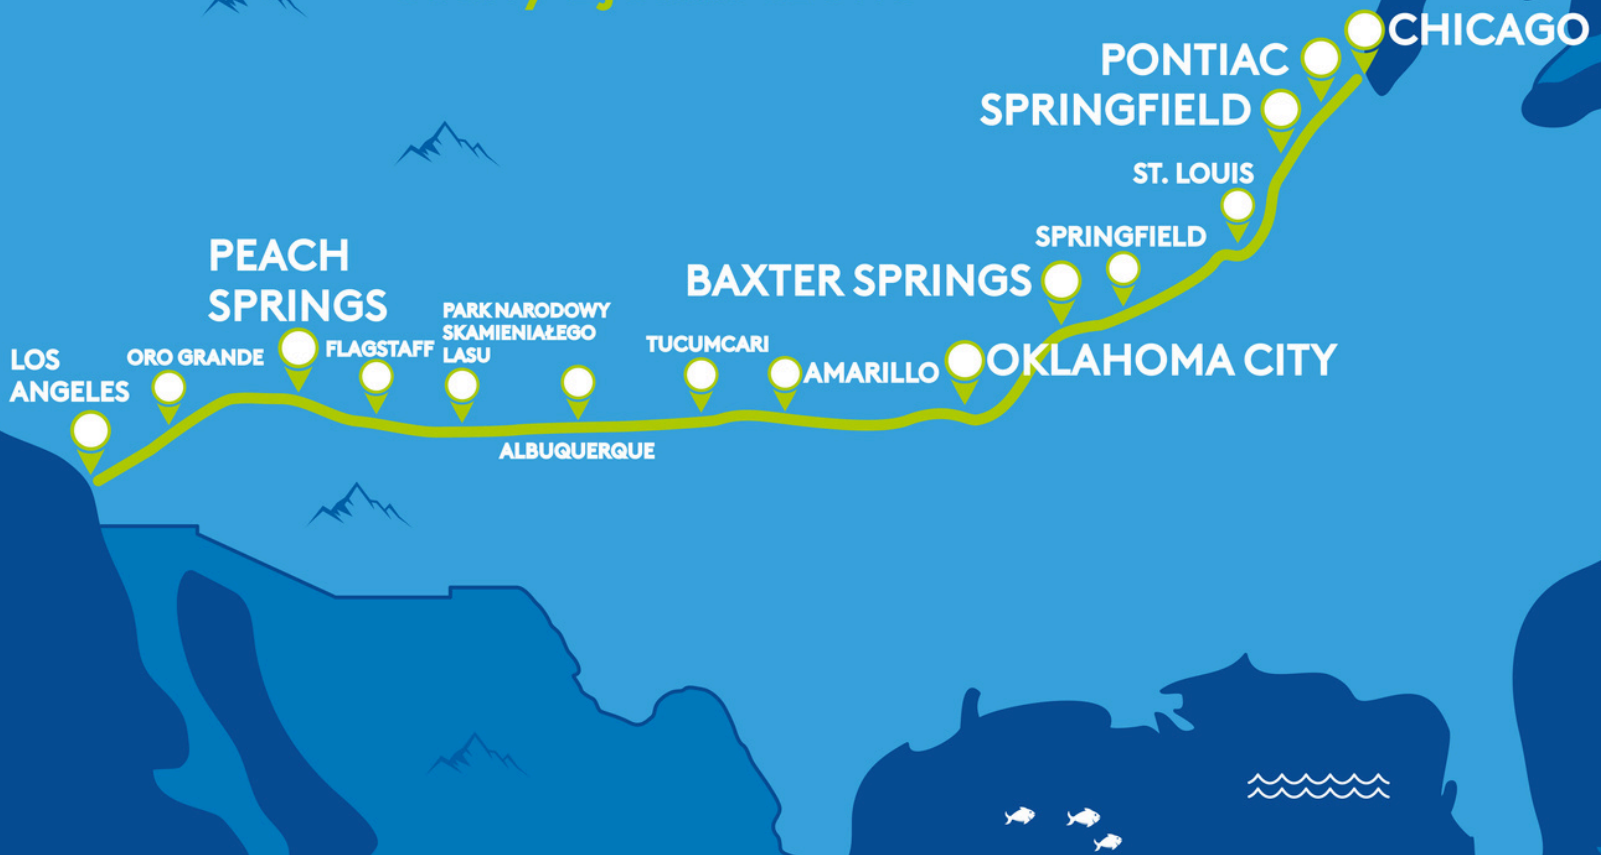 CHICAGO
PONTIAC
SPRINGFIELD
ST. LOUIS
SPRINGFIELD
BAXTER SPRINGS
OKLAHOMA CITY
AMARILLO
TUCUMCARI
ALBUQUERQUE
PARK NARODOWY
SKAMIENIAŁEGO
LASU
FLAGSTAFF
PEACH
SPRINGS
ORO GRANDE
LOS
ANGELES